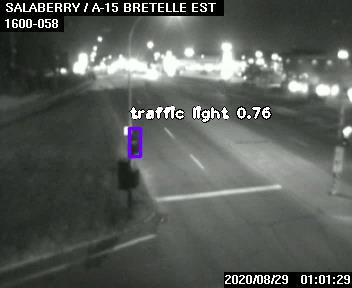 SALABERRY / A-15 BRETELLE EST
1600-058
traffic light 0.76
2020/08/29 01:01:29